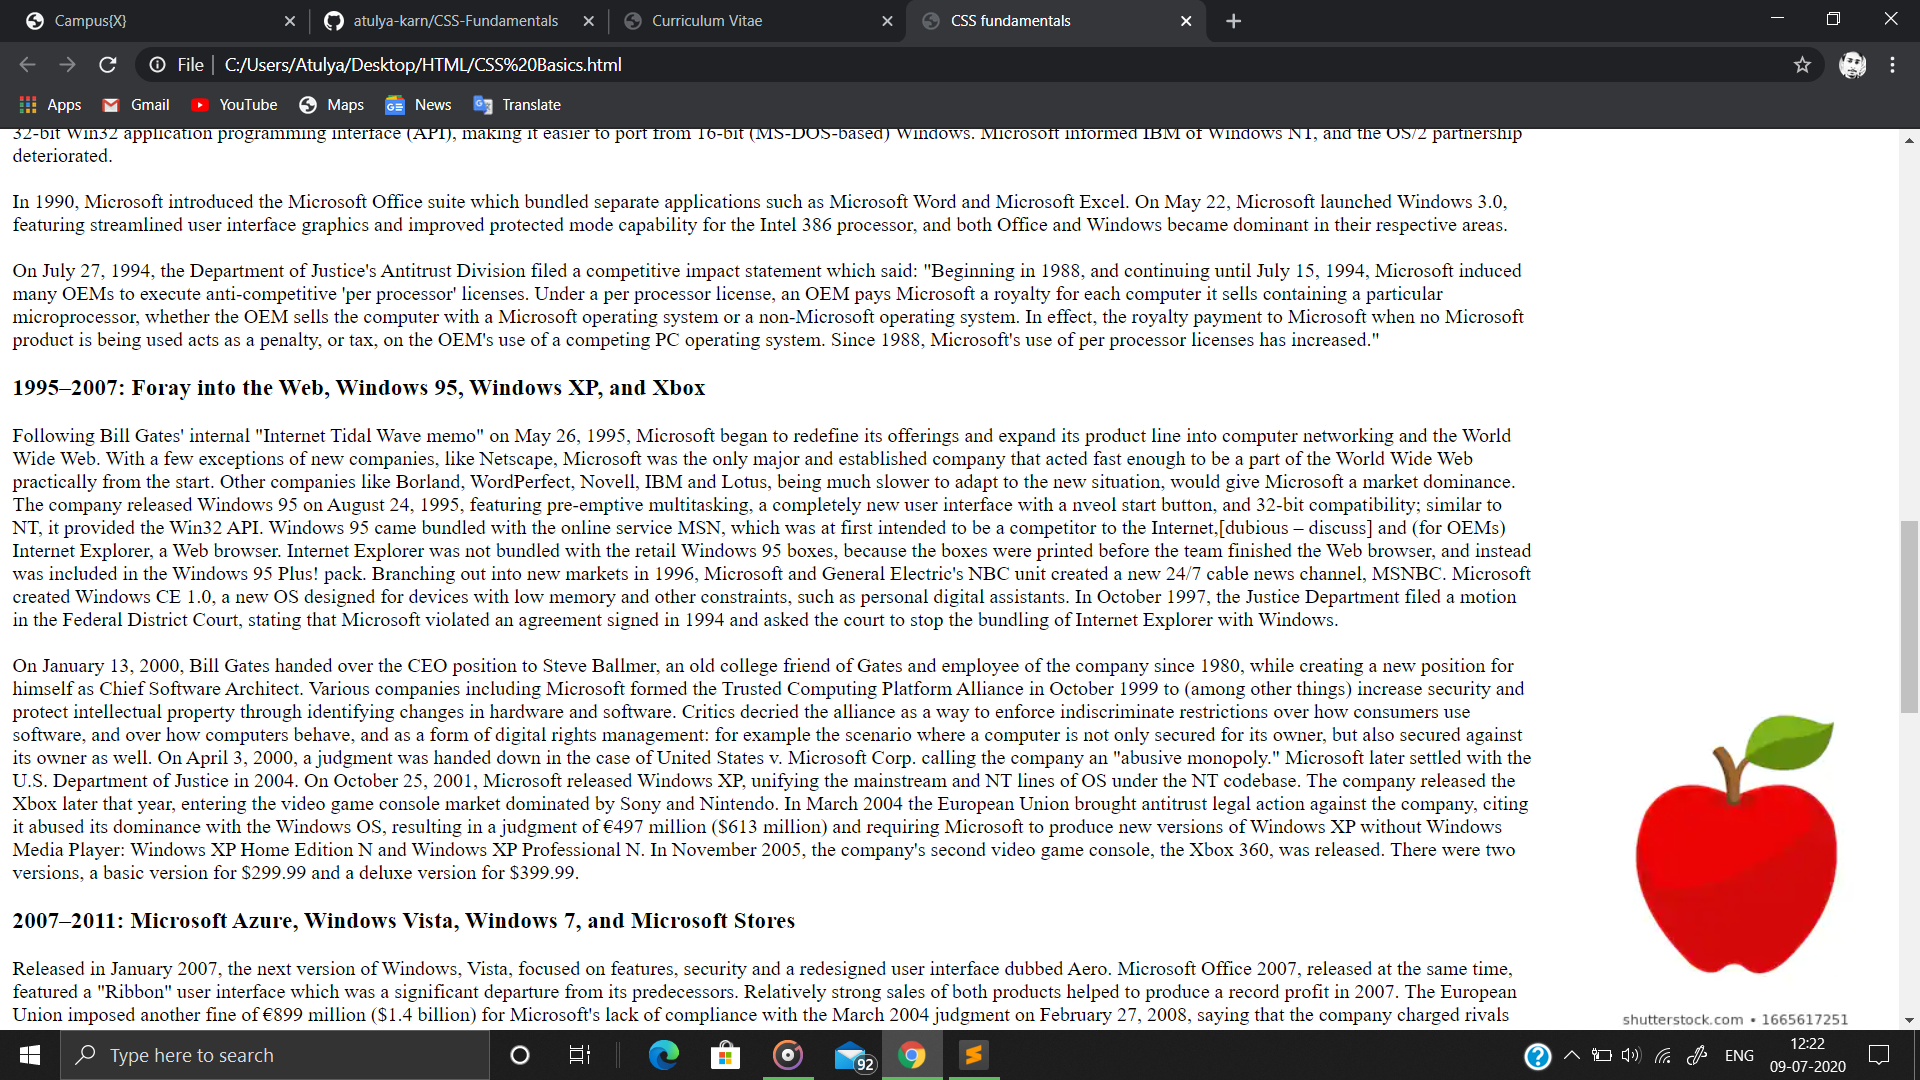 Campus{X}
atulya-karn/CSS-Fundamentals
Curriculum Vitae
CSS fundamentals
File
C:/Users/Atulya/Desktop/HTML/CSS%20Basics.html
Apps
Gmail
YouTube
Maps
News
Translate
32-bit Win32 application programming interface (API), making it easier to port from 16-bit (MS-DOS-based) Windows. Microsoft informed IBM of Windows NT, and the OS/2 partnership
deteriorated.
In 1990, Microsoft introduced the Microsoft Office suite which bundled separate applications such as Microsoft Word and Microsoft Excel. On May 22, Microsoft launched Windows 3.0,
featuring streamlined user interface graphics and improved protected mode capability for the Intel 386 processor, and both Office and Windows became dominant in their respective areas.
On July 27, 1994, the Department of Justice's Antitrust Division filed a competitive impact statement which said: "Beginning in 1988, and continuing until July 15, 1994, Microsoft induced
many OEMs to execute anti-competitive 'per processor' licenses. Under a per processor license, an OEM pays Microsoft a royalty for each computer it sells containing a particular
microprocessor, whether the OEM sells the computer with a Microsoft operating system or a non-Microsoft operating system. In effect, the royalty payment to Microsoft when no Microsoft
product is being used acts as a penalty, or tax, on the OEM's use of a competing PC operating system. Since 1988, Microsoft's use of per processor licenses has increased."
1995–2007: Foray into the Web, Windows 95, Windows XP, and Xbox
Following Bill Gates' internal "Internet Tidal Wave memo" on May 26, 1995, Microsoft began to redefine its offerings and expand its product line into computer networking and the World
Wide Web. With a few exceptions of new companies, like Netscape, Microsoft was the only major and established company that acted fast enough to be a part of the World Wide Web
practically from the start. Other companies like Borland, WordPerfect, Novell, IBM and Lotus, being much slower to adapt to the new situation, would give Microsoft a market dominance.
The company released Windows 95 on August 24, 1995, featuring pre-emptive multitasking, a completely new user interface with a nveol start button, and 32-bit compatibility; similar to
NT, it provided the Win32 API. Windows 95 came bundled with the online service MSN, which was at first intended to be a competitor to the Internet,[dubious – discuss] and (for OEMs)
Internet Explorer, a Web browser. Internet Explorer was not bundled with the retail Windows 95 boxes, because the boxes were printed before the team finished the Web browser, and instead
was included in the Windows 95 Plus! pack. Branching out into new markets in 1996, Microsoft and General Electric's NBC unit created a new 24/7 cable news channel, MSNBC. Microsoft
created Windows CE 1.0, a new OS designed for devices with low memory and other constraints, such as personal digital assistants. In October 1997, the Justice Department filed a motion
in the Federal District Court, stating that Microsoft violated an agreement signed in 1994 and asked the court to stop the bundling of Internet Explorer with Windows.
On January 13, 2000, Bill Gates handed over the CEO position to Steve Ballmer, an old college friend of Gates and employee of the company since 1980, while creating a new position for
himself as Chief Software Architect. Various companies including Microsoft formed the Trusted Computing Platform Alliance in October 1999 to (among other things) increase security and
protect intellectual property through identifying changes in hardware and software. Critics decried the alliance as a way to enforce indiscriminate restrictions over how consumers use
software, and over how computers behave, and as a form of digital rights management: for example the scenario where a computer is not only secured for its owner, but also secured against
its owner as well. On April 3, 2000, a judgment was handed down in the case of United States v. Microsoft Corp. calling the company an "abusive monopoly." Microsoft later settled with the
U.S. Department of Justice in 2004. On October 25, 2001, Microsoft released Windows XP, unifying the mainstream and NT lines of OS under the NT codebase. The company released the
Xbox later that year, entering the video game console market dominated by Sony and Nintendo. In March 2004 the European Union brought antitrust legal action against the company, citing
it abused its dominance with the Windows OS, resulting in a judgment of €497 million ($613 million) and requiring Microsoft to produce new versions of Windows XP without Windows
Media Player: Windows XP Home Edition N and Windows XP Professional N. In November 2005, the company's second video game console, the Xbox 360, was released. There were two
versions, a basic version for $299.99 and a deluxe version for $399.99.
2007–2011: Microsoft Azure, Windows Vista, Windows 7, and Microsoft Stores
Released in January 2007, the next version of Windows, Vista, focused on features, security and a redesigned user interface dubbed Aero. Microsoft Office 2007, released at the same time,
featured a "Ribbon" user interface which was a significant departure from its predecessors. Relatively strong sales of both products helped to produce a record profit in 2007. The European
Union imposed another fine of €899 million ($1.4 billion) for Microsoft's lack of compliance with the March 2004 judgment on February 27, 2008, saying that the company charged rivals
shutterstock.com • 1665617251
Type here to search
92
ENG
12:22
09-07-2020